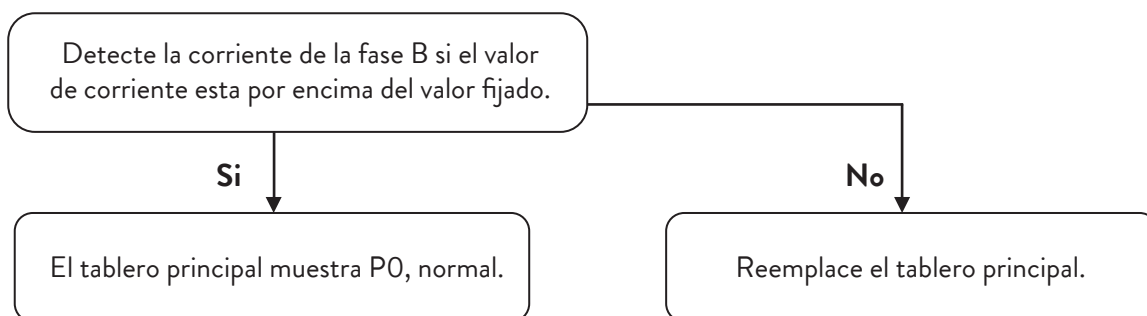 Detecte la corriente de la fase B si el valor
de corriente esta por encima del valor fijado.
Si
No
El tablero principal muestra P0, normal.
Reemplace el tablero principal.